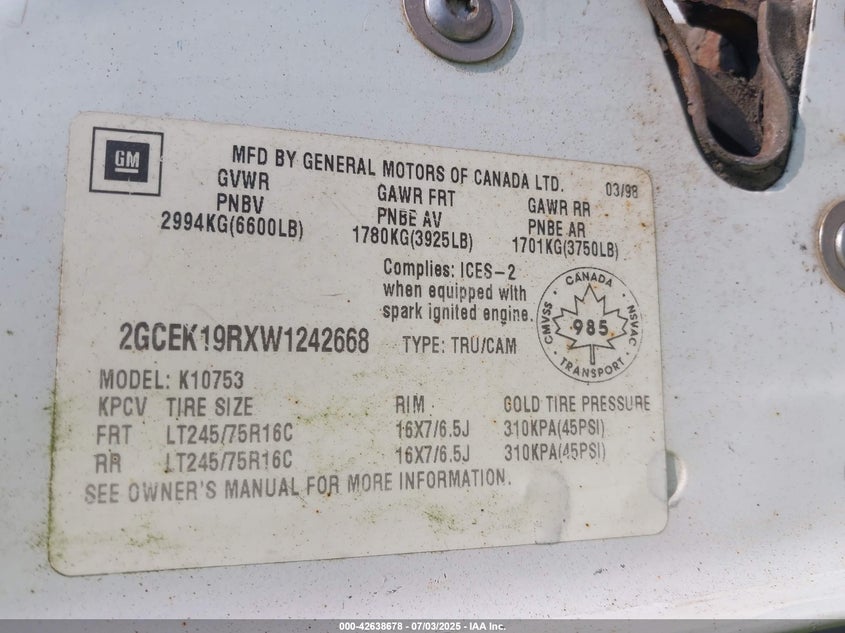 GM
MFD BY GENERAL MOTORS OF CANADA LTD. 03/98
GVWR GAWR FRT GAWR RR
PNBV PNBE AV PNBE AR
2994KG(6600LB) 1780KG(3925LB) 1701KG(3750LB)
Complies: ICES-2
when equipped with
spark ignited engine.
CANADA
CMVSS 985 NSVAC
TRANSPORT
2GCEK19RXW1242668 TYPE: TRU/CAM
MODEL: K10753
KPCV TIRE SIZE RIM COLD TIRE PRESSURE
FRT LT245/75R16C 16X7/6.5J 310KPA(45PSI)
RR LT245/75R16C 16X7/6.5J 310KPA(45PSI)
SEE OWNER'S MANUAL FOR MORE INFORMATION.
000-42638678 - 07/03/2025 - IAA Inc.